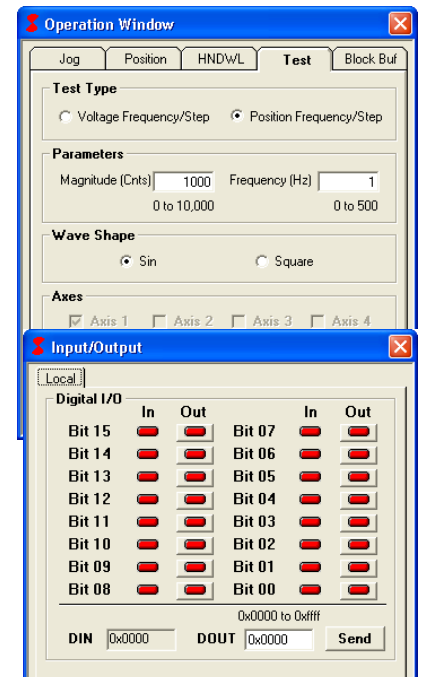 Operation Window
Jog Position HNDWL Test Block Buf
Test Type
Voltage Frequency/Step Position Frequency/Step
Parameters
Magnitude (Cnts) 1000 Frequency (Hz) 1
0 to 10,000 0 to 500
Wave Shape
Sin Square
Axes
Axis 1 Axis 2 Axis 3 Axis 4
Input/Output
Local
Digital I/O
In Out In Out
Bit 15 Bit 07
Bit 14 Bit 06
Bit 13 Bit 05
Bit 12 Bit 04
Bit 11 Bit 03
Bit 10 Bit 02
Bit 09 Bit 01
Bit 08 Bit 00
0x0000 to 0xffff
DIN 0x0000 DOUT 0x0000 Send